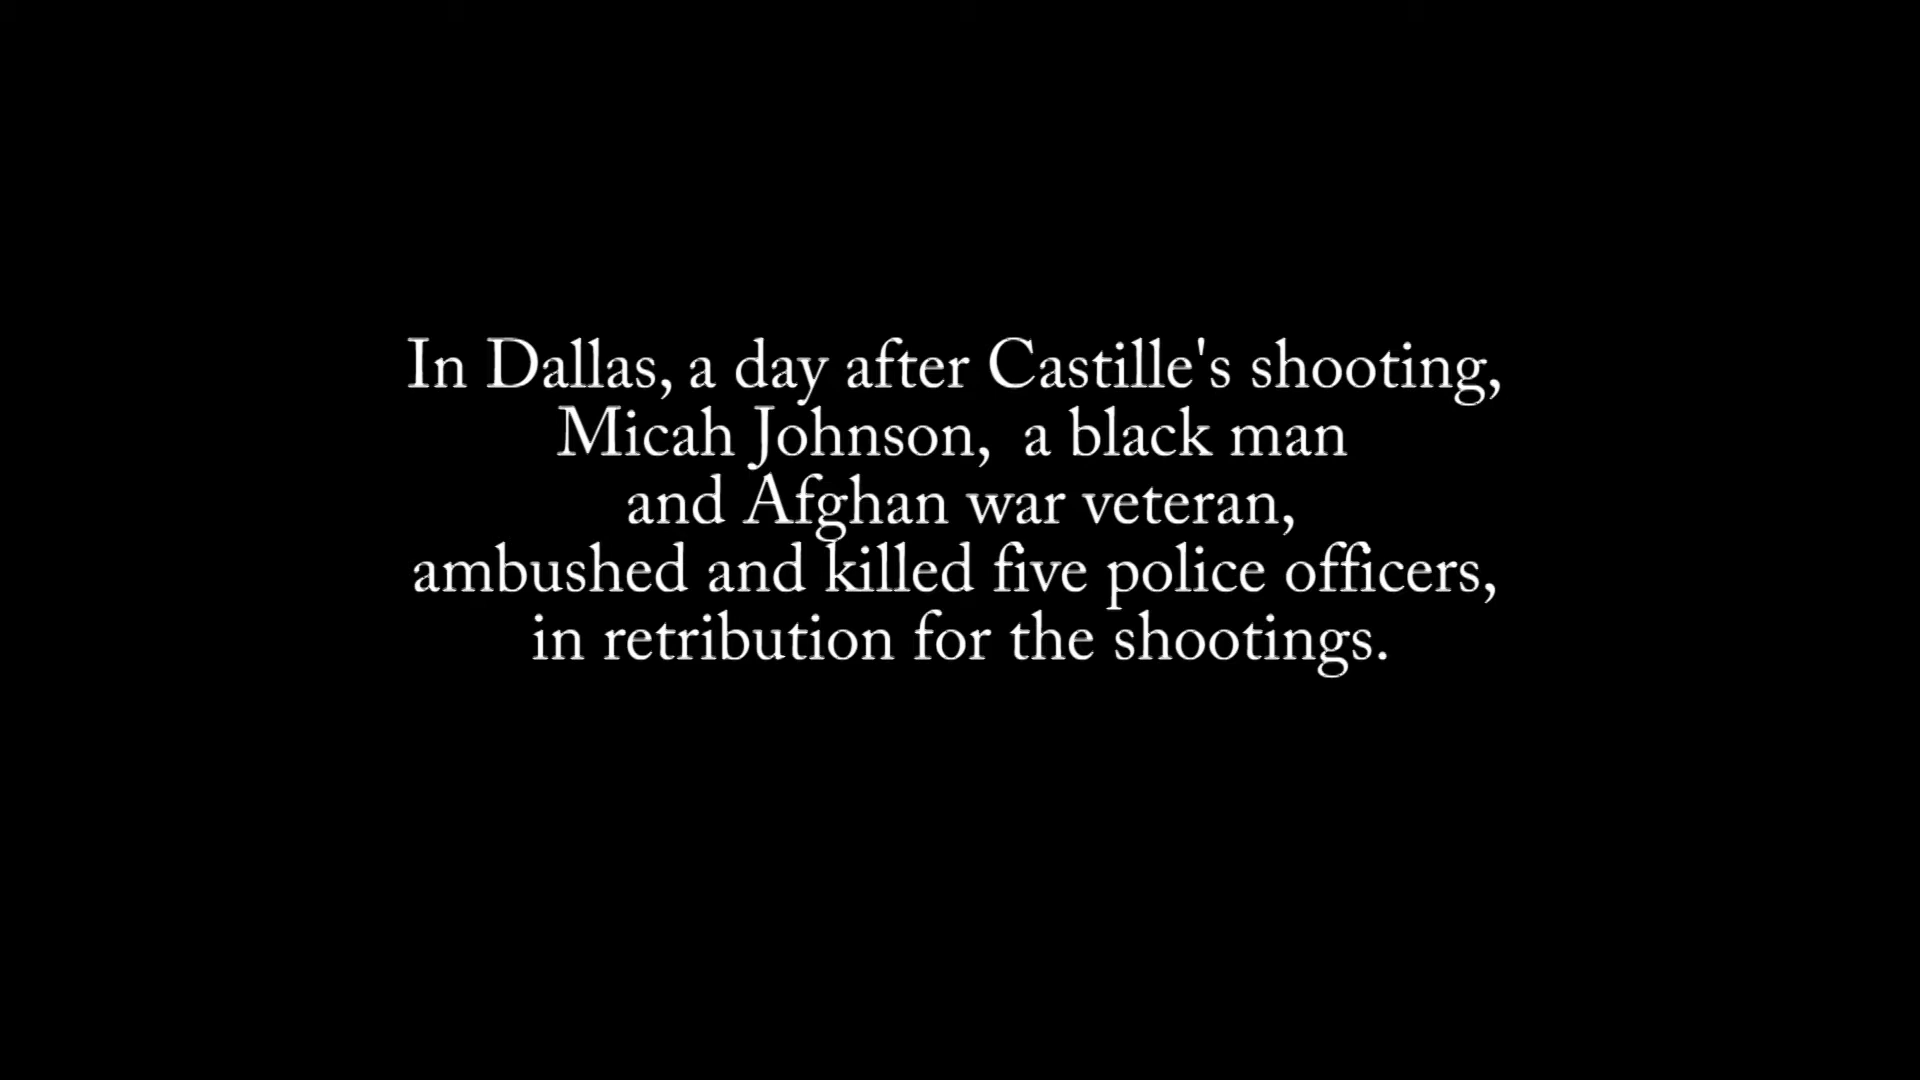 In Dallas, a day after Castille's shooting,
Micah Johnson,  a black man
and Afghan war veteran,
ambushed and killed five police officers,
in retribution for the shootings.